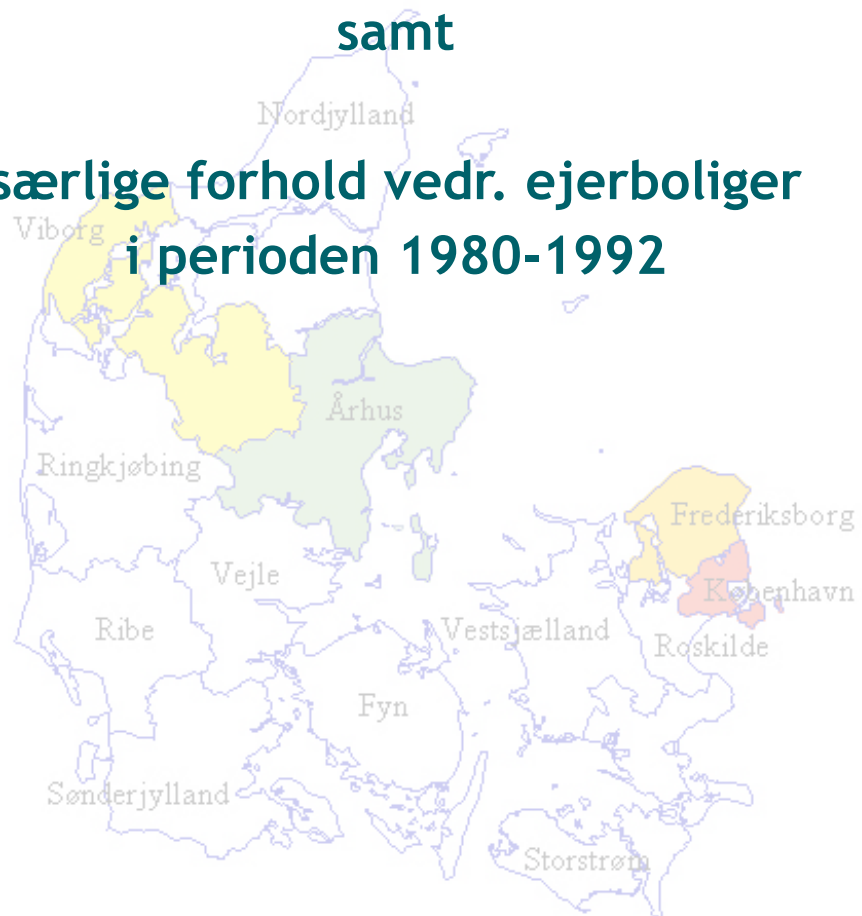 samt
Nordjylland
særlige forhold vedr. ejerboliger
Viborg
i perioden 1980-1992
Århus
Ringkjøbing
Frederiksborg
Vejle
København
Ribe
Vestsjælland
Roskilde
Fyn
Sønderjylland
Storstrøm